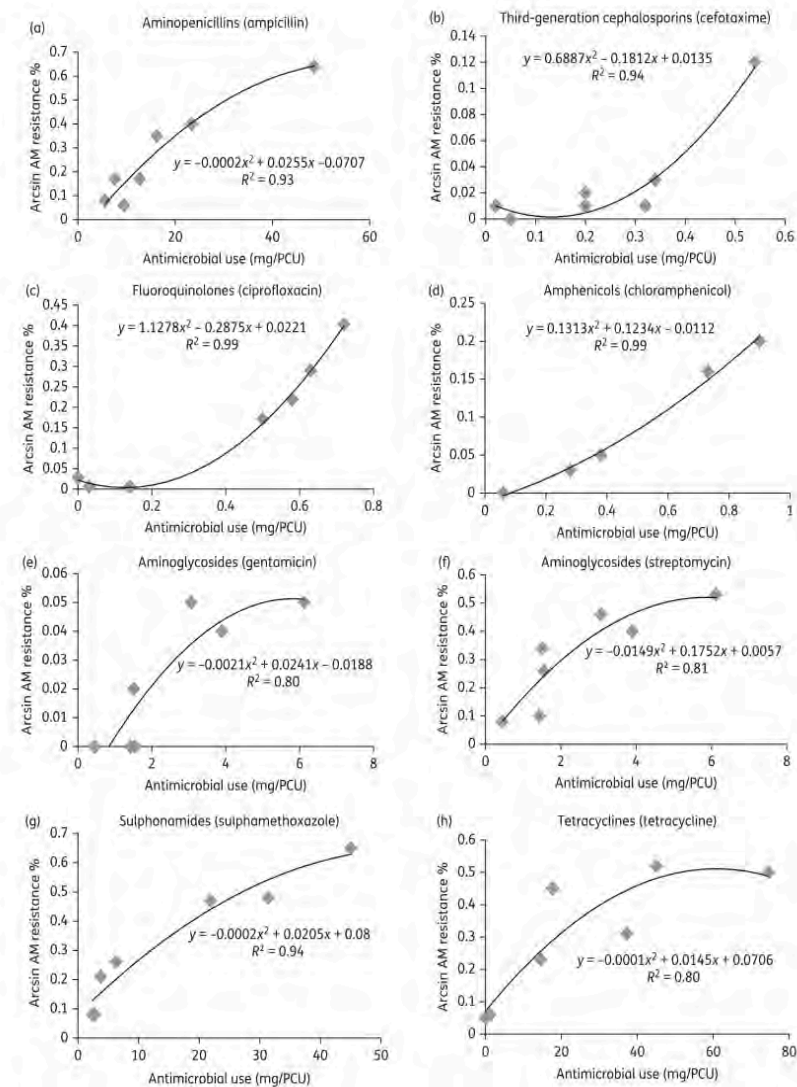 (a)
Aminopenicillins (ampicillin)
Arcsin AM resistance %
0.7
0.6
0.5
0.4
0.3
0.2
0.1
0
y = –0.0002x² + 0.0255x –0.0707
R² = 0.93
0 20 40 60
Antimicrobial use (mg/PCU)
(b)
Third-generation cephalosporins (cefotaxime)
Arcsin AM resistance %
0.14
0.12
0.10
0.08
0.06
0.04
0.02
0
y = 0.6887x² – 0.1812x + 0.0135
R² = 0.94
0 0.1 0.2 0.3 0.4 0.5 0.6
Antimicrobial use (mg/PCU)
(c)
Fluoroquinolones (ciprofloxacin)
Arcsin AM resistance %
0.45
0.4
0.35
0.3
0.25
0.2
0.15
0.1
0.05
0
y = 1.1278x² – 0.2875x + 0.0221
R² = 0.99
0 0.2 0.4 0.6 0.8
Antimicrobial use (mg/PCU)
(d)
Amphenicols (chloramphenicol)
Arcsin AM resistance %
0.25
0.2
0.15
0.10
0.05
0
y = 0.1313x² + 0.1234x – 0.0112
R² = 0.99
0 0.2 0.4 0.6 0.8 1
Antimicrobial use (mg/PCU)
(e)
Aminoglycosides (gentamicin)
Arcsin AM resistance %
0.06
0.05
0.04
0.03
0.02
0.01
0
y = –0.0021x² + 0.0241x – 0.0188
R² = 0.80
0 2 4 6 8
Antimicrobial use (mg/PCU)
(f)
Aminoglycosides (streptomycin)
Arcsin AM resistance %
0.6
0.5
0.4
0.3
0.2
0.1
0
y = –0.0149x² + 0.1752x + 0.0057
R² = 0.81
0 2 4 6 8
Antimicrobial use (mg/PCU)
(g)
Sulphonamides (sulphamethoxazole)
Arcsin AM resistance %
0.7
0.6
0.5
0.4
0.3
0.2
0.1
0
y = –0.0002x² + 0.0205x + 0.08
R² = 0.94
0 10 20 30 40 50
Antimicrobial use (mg/PCU)
(h)
Tetracyclines (tetracycline)
Arcsin AM resistance %
0.6
0.5
0.4
0.3
0.2
0.1
0
y = –0.0001x² + 0.0145x + 0.0706
R² = 0.80
0 20 40 60 80
Antimicrobial use (mg/PCU)